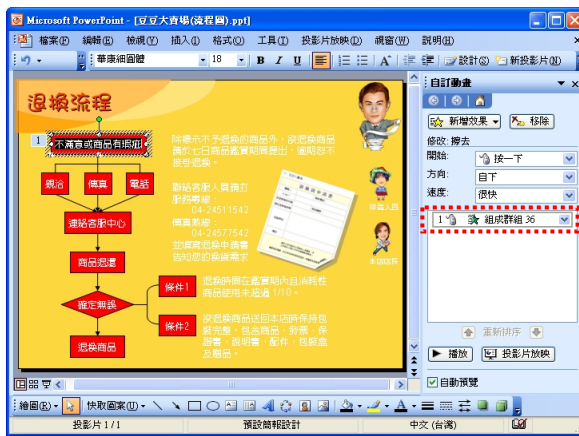 Microsoft PowerPoint - [豆豆大賣場(流程圖).ppt]
檔案(F) 編輯(E) 檢視(V) 插入(I) 格式(O) 工具(T) 投影片放映(D) 視窗(W) 說明(H)
華康細圓體 18 B I U A 設計(S) 新投影片(N)
退換流程
1
不滿意或商品有瑕疵
親洽 傳真 電話
連絡客服中心
商品退還
確定無誤
退換商品
條件1
條件2
除標示不予退換的商品外，欲退換商品
請於七日商品鑑賞期間提出，逾期恕不
接受退換。
聯絡客服人員請打
服務專線：
04-24511542
傳真專線：
04-24577542
並填寫退換申請書
告知您的換貨需求
退換時間在鑑賞期內且消耗性
商品使用未超過 1/10。
欲退換商品送回本店時保持包
裝完整，包含商品、發票、保
證書、說明書、配件、包裝盒
及贈品。
自訂動畫
新增效果 移除
修改: 擦去
開始: 按一下
方向: 自下
速度: 很快
1 組成群組 36
重新排序
播放 投影片放映
自動預覽
繪圖(R) 快取圖案(U) A
投影片 1 / 1 預設簡報設計 中文 (台灣)